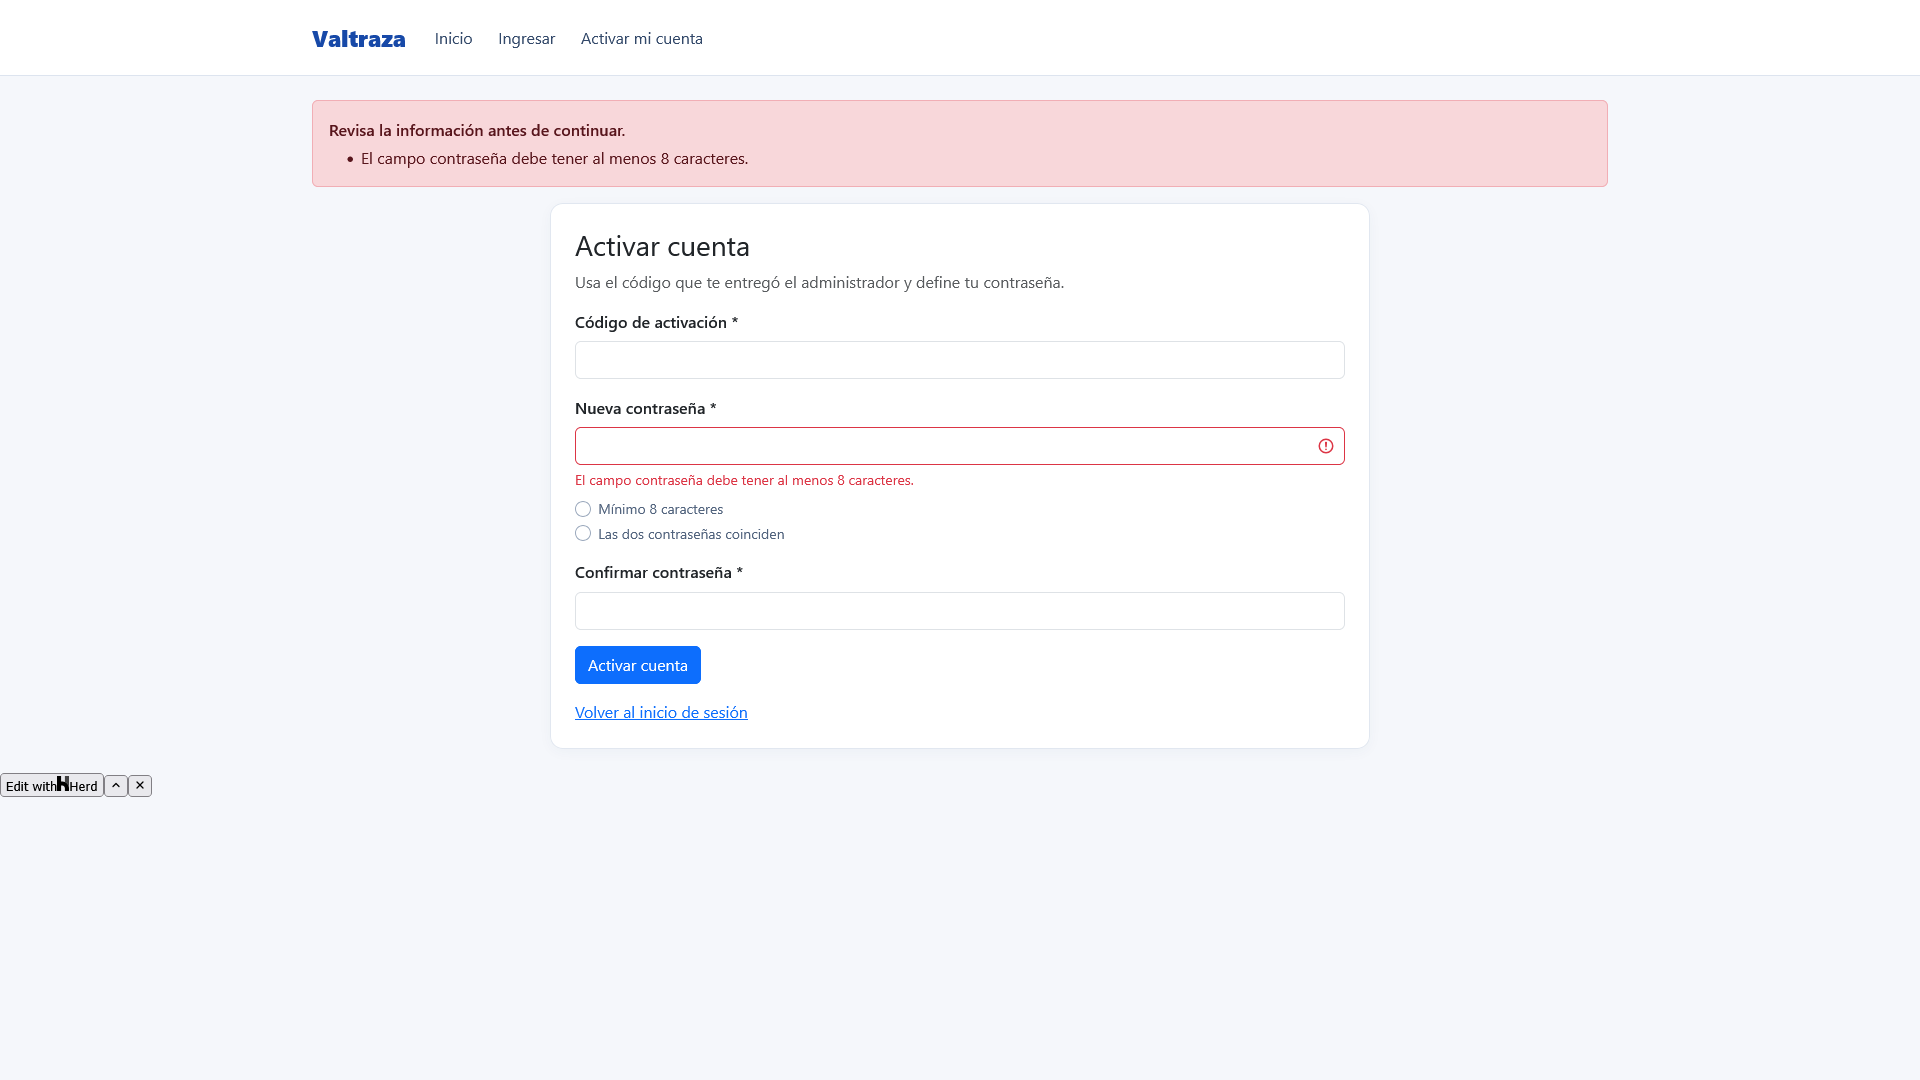 Valtraza Inicio Ingresar Activar mi cuenta
Revisa la información antes de continuar.
• El campo contraseña debe tener al menos 8 caracteres.
Activar cuenta
Usa el código que te entregó el administrador y define tu contraseña.
Código de activación *
Nueva contraseña *
El campo contraseña debe tener al menos 8 caracteres.
Mínimo 8 caracteres
Las dos contraseñas coinciden
Confirmar contraseña *
Activar cuenta
Volver al inicio de sesión
Edit with Herd